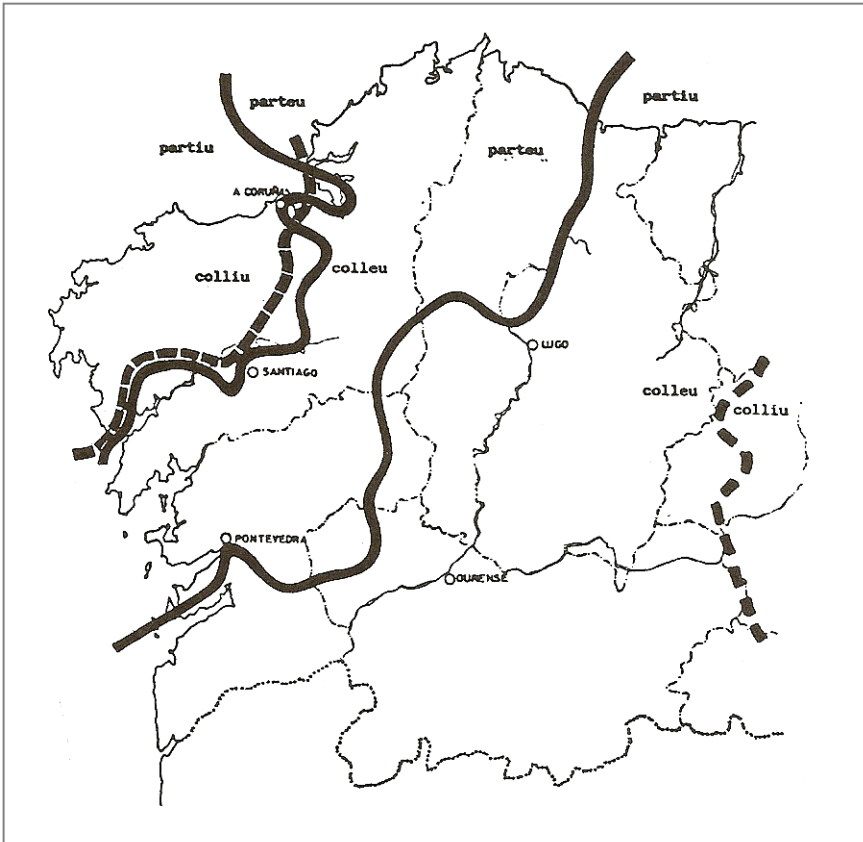 parteu
partiu
partiu
parteu
A CORUÑA
colliu
colleu
LUGO
SANTIAGO
colleu
colliu
PONTEVEDRA
OURENSE